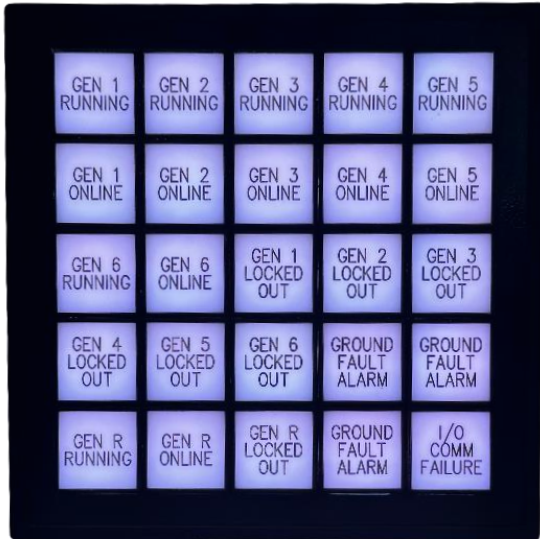 GEN 1
RUNNING
GEN 2
RUNNING
GEN 3
RUNNING
GEN 4
RUNNING
GEN 5
RUNNING
GEN 1
ONLINE
GEN 2
ONLINE
GEN 3
ONLINE
GEN 4
ONLINE
GEN 5
ONLINE
GEN 6
RUNNING
GEN 6
ONLINE
GEN 1
LOCKED
OUT
GEN 2
LOCKED
OUT
GEN 3
LOCKED
OUT
GEN 4
LOCKED
OUT
GEN 5
LOCKED
OUT
GEN 6
LOCKED
OUT
GROUND
FAULT
ALARM
GROUND
FAULT
ALARM
GEN R
RUNNING
GEN R
ONLINE
GEN R
LOCKED
OUT
GROUND
FAULT
ALARM
I/O
COMM
FAILURE